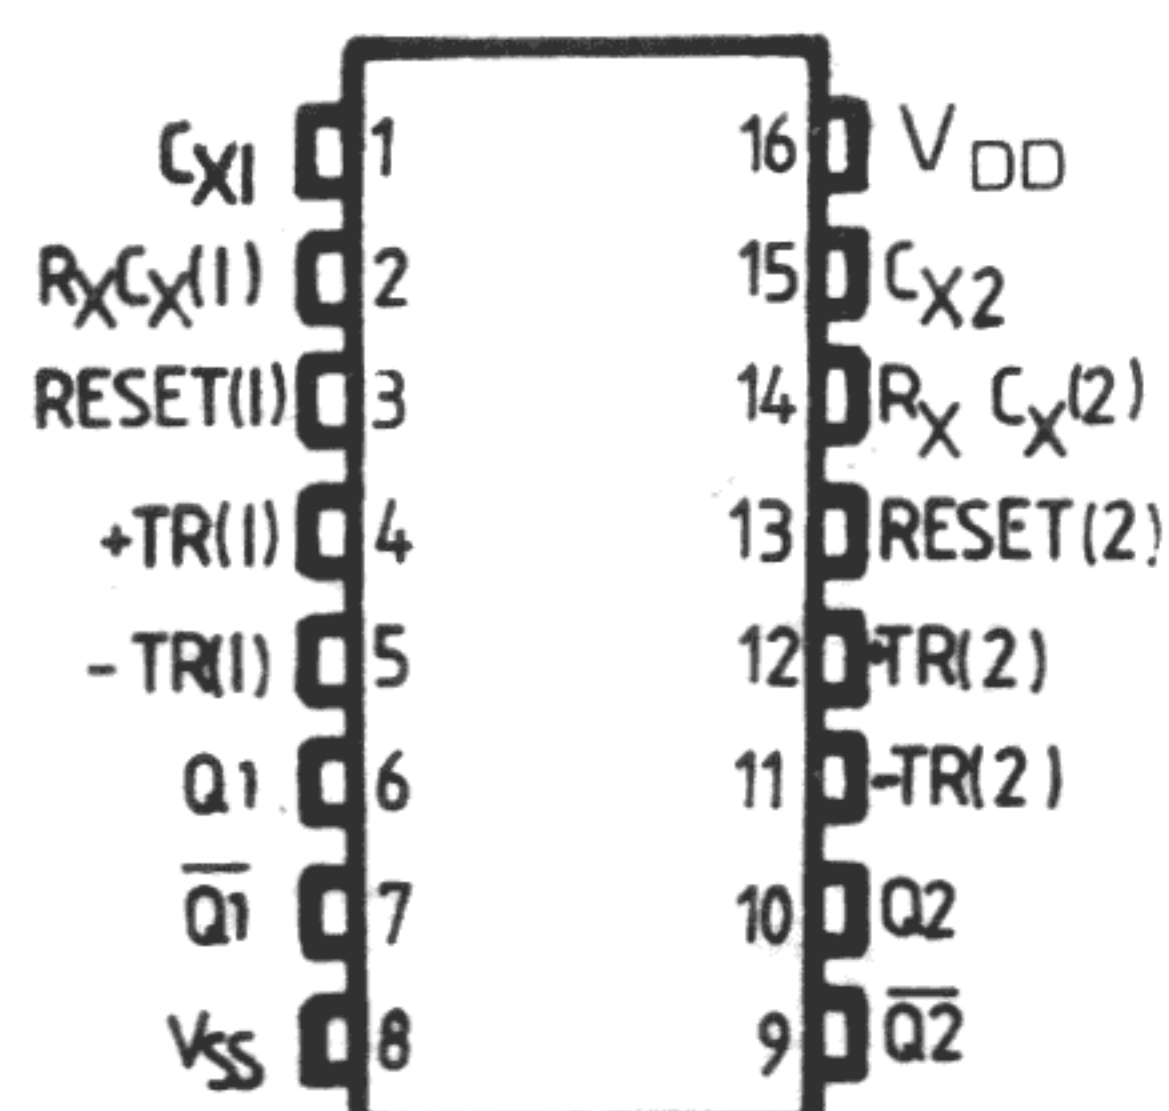 CX1 1 16 VDD
RXCX(1) 2 15 CX2
RESET(1) 3 14 RX CX(2)
+TR(1) 4 13 RESET(2)
-TR(1) 5 12 +TR(2)
Q1 6 11 -TR(2)
Q̅1̅ 7 10 Q2
VSS 8 9 Q̅2̅